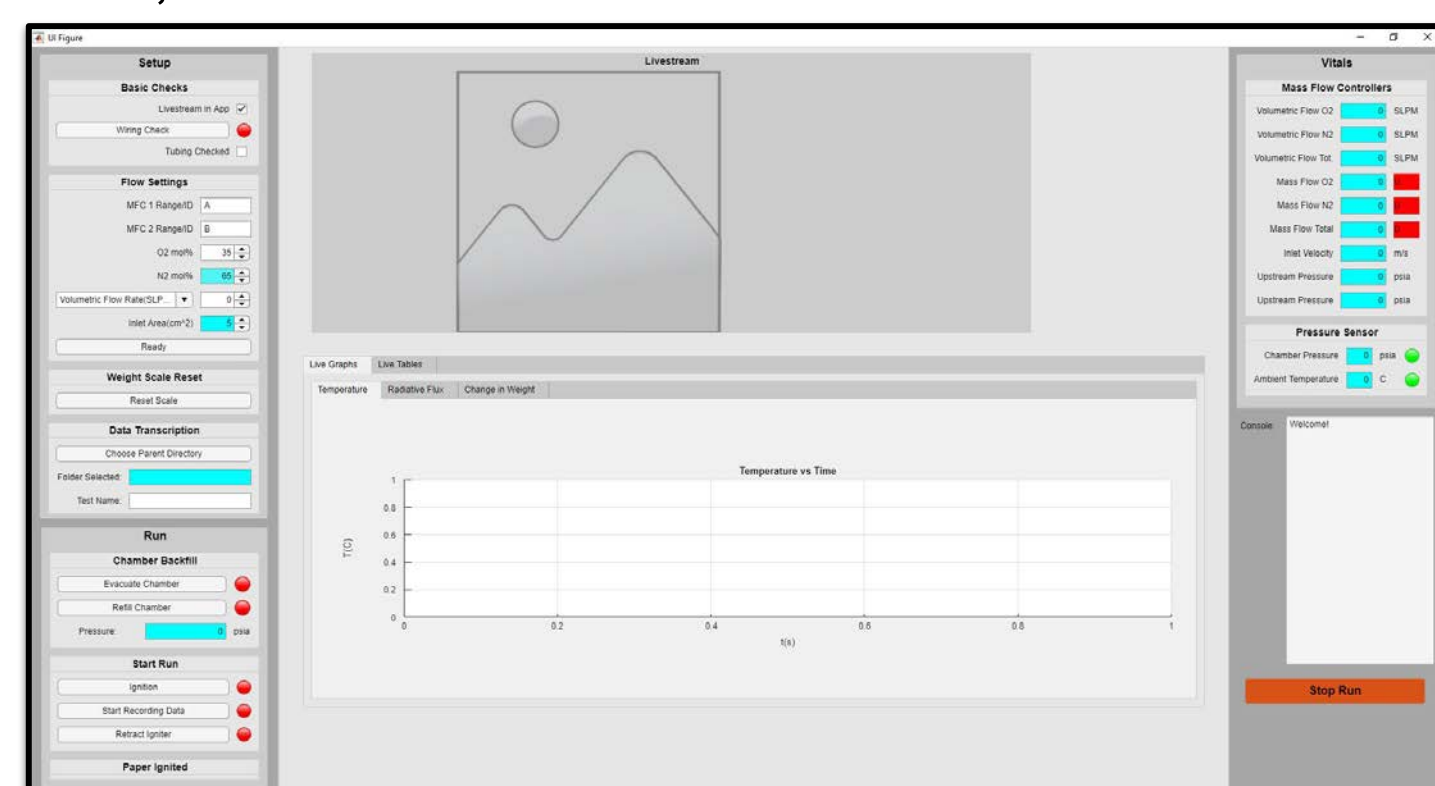 UI Figure
Setup
Basic Checks
Livestream in App
Wiring Check
Tubing Checked
Flow Settings
MFC 1 Range/ID A
MFC 2 Range/ID B
O2 mol% 35
N2 mol% 65
Volumetric Flow Rate(SLP... 0
Inlet Area(cm^2) 5
Ready
Weight Scale Reset
Reset Scale
Data Transcription
Choose Parent Directory
Folder Selected:
Test Name:
Run
Chamber Backfill
Evacuate Chamber
Refill Chamber
Pressure: 0 psia
Start Run
Ignition
Start Recording Data
Retract Igniter
Paper Ignited
Livestream
Live Graphs Live Tables
Temperature Radiative Flux Change in Weight
Temperature vs Time
1
0.8
0.6
0.4
0.2
0
T(C)
0 0.2 0.4 0.6 0.8 1
t(s)
Vitals
Mass Flow Controllers
Volumetric Flow O2 0 SLPM
Volumetric Flow N2 0 SLPM
Volumetric Flow Tot. 0 SLPM
Mass Flow O2 0
Mass Flow N2 0
Mass Flow Total 0
Inlet Velocity 0 m/s
Upstream Pressure 0 psia
Upstream Pressure 0 psia
Pressure Sensor
Chamber Pressure 0 psia
Ambient Temperature 0 C
Console Welcome!
Stop Run